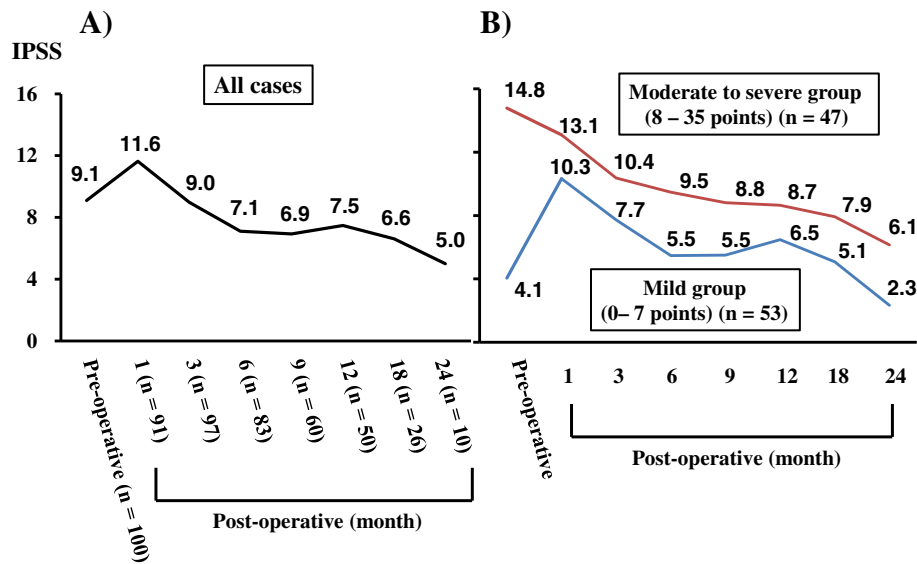 A)
IPSS
All cases
16
12
8
4
0
9.1
11.6
9.0
7.1
6.9
7.5
6.6
5.0
Pre-operative (n = 100)
1 (n = 91)
3 (n = 97)
6 (n = 83)
9 (n = 60)
12 (n = 50)
18 (n = 26)
24 (n = 10)
Post-operative (month)
B)
Moderate to severe group
(8 – 35 points) (n = 47)
14.8
13.1
10.4
9.5
8.8
8.7
7.9
6.1
4.1
10.3
7.7
5.5
5.5
6.5
5.1
2.3
Mild group
(0– 7 points) (n = 53)
Pre-operative
1
3
6
9
12
18
24
Post-operative (month)